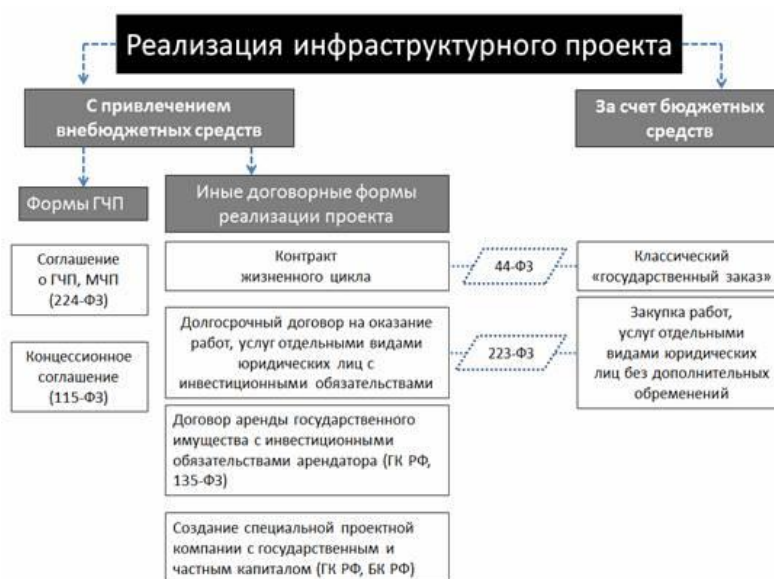 Реализация инфраструктурного проекта
С привлечением
внебюджетных средств
За счет бюджетных
средств
Формы ГЧП
Иные договорные формы
реализации проекта
Соглашение
о ГЧП, МЧП
(224-ФЗ)
Концессионное
соглашение
(115-ФЗ)
Контракт
жизненного цикла
44-ФЗ
Классический
«государственный заказ»
Долгосрочный договор на оказание
работ, услуг отдельными видами
юридических лиц с
инвестиционными обязательствами
223-ФЗ
Закупка работ,
услуг отдельными
видами юридических
лиц без дополнительных
обременений
Договор аренды государственного
имущества с инвестиционными
обязательствами арендатора (ГК РФ,
135-ФЗ)
Создание специальной проектной
компании с государственным и
частным капиталом (ГК РФ, БК РФ)